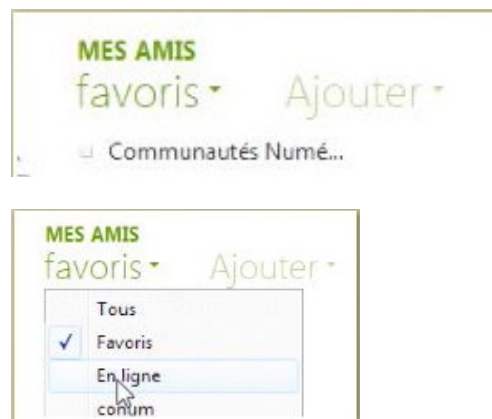 MES AMIS
favoris Ajouter
Communautés Numé...
MES AMIS
favoris Ajouter
Tous
Favoris
En ligne
conum